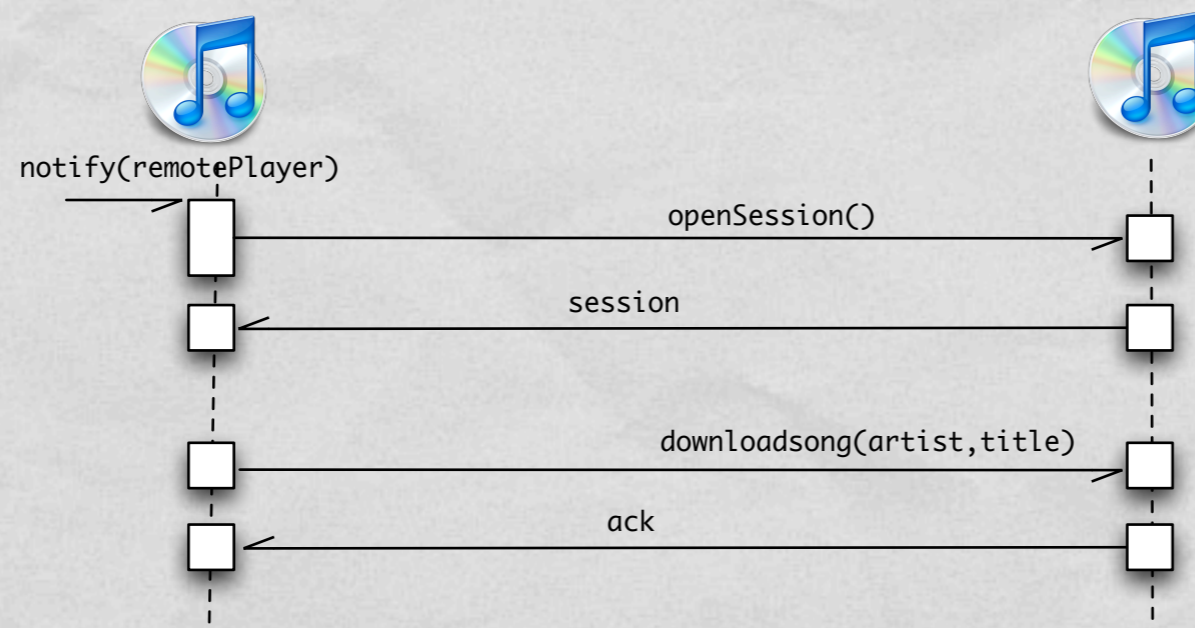 notify(remotePlayer)
openSession()
session
downloadsong(artist,title)
ack